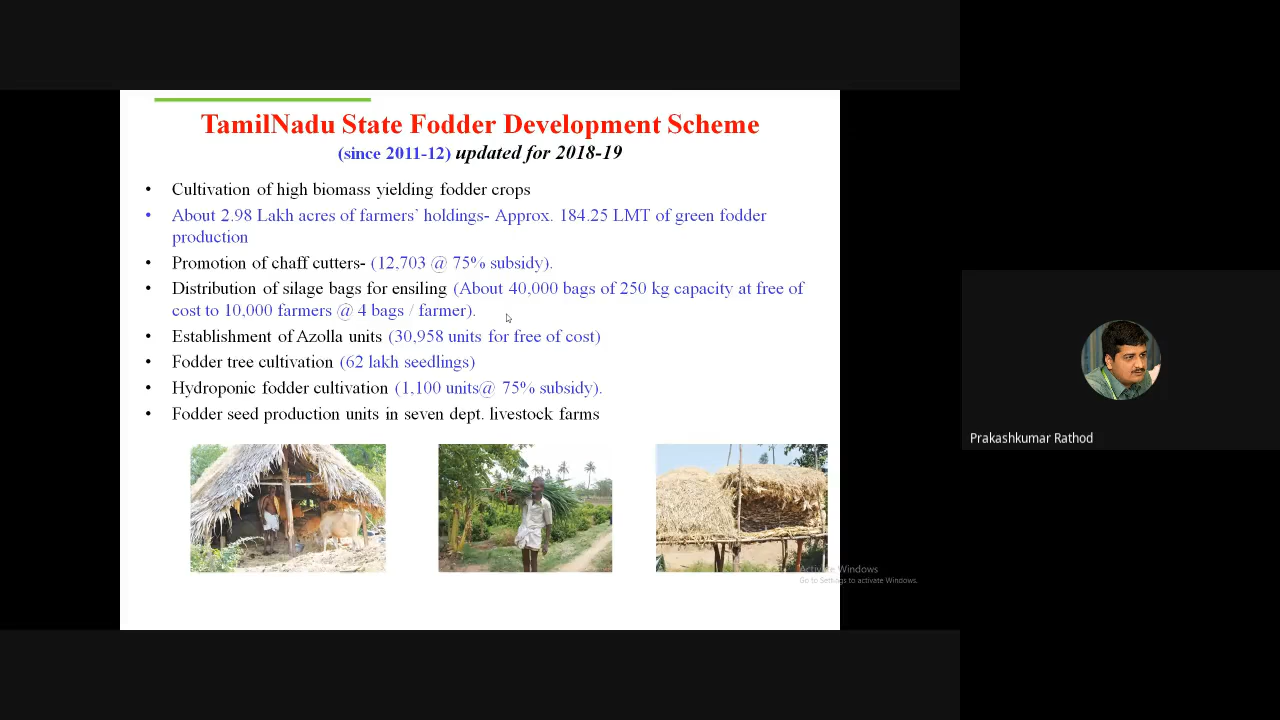 TamilNadu State Fodder Development Scheme
(since 2011-12) updated for 2018-19
• Cultivation of high biomass yielding fodder crops
• About 2.98 Lakh acres of farmers’ holdings- Approx. 184.25 LMT of green fodder
production
• Promotion of chaff cutters- (12,703 @ 75% subsidy).
• Distribution of silage bags for ensiling (About 40,000 bags of 250 kg capacity at free of
cost to 10,000 farmers @ 4 bags / farmer).
• Establishment of Azolla units (30,958 units for free of cost)
• Fodder tree cultivation (62 lakh seedlings)
• Hydroponic fodder cultivation (1,100 units@ 75% subsidy).
• Fodder seed production units in seven dept. livestock farms
Activate Windows
Go to Settings to activate Windows.
Prakashkumar Rathod